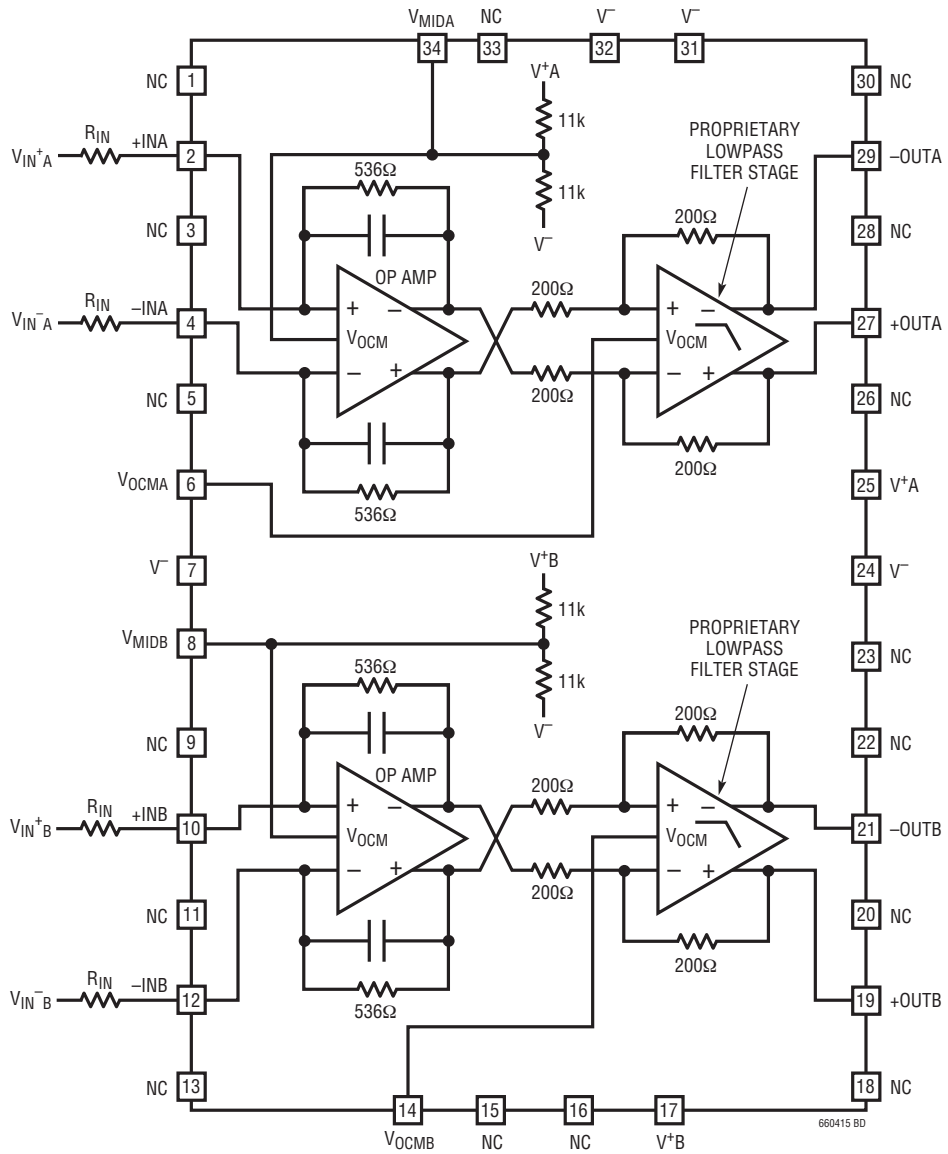 VMIDA NC V– V–
34 33 32 31
NC 1
30 NC
V+A
11k
PROPRIETARY
LOWPASS
FILTER STAGE
VIN+A RIN +INA 2
29 –OUTA
536Ω
11k
V–
NC 3
200Ω
28 NC
OP AMP
200Ω
VIN–A RIN –INA 4
+ –
VOCM
– +
+ –
VOCM
– +
27 +OUTA
200Ω
NC 5
26 NC
200Ω
VOCMA 6
536Ω
25 V+A
V– 7
V+B
24 V–
11k
VMIDB 8
PROPRIETARY
LOWPASS
FILTER STAGE
23 NC
536Ω
11k
V–
NC 9
200Ω
22 NC
OP AMP
200Ω
VIN+B RIN +INB 10
+ –
VOCM
– +
+ –
VOCM
– +
21 –OUTB
200Ω
NC 11
20 NC
200Ω
VIN–B RIN –INB 12
536Ω
19 +OUTB
NC 13
18 NC
14 15 16 17
VOCMB NC NC V+B
660415 BD